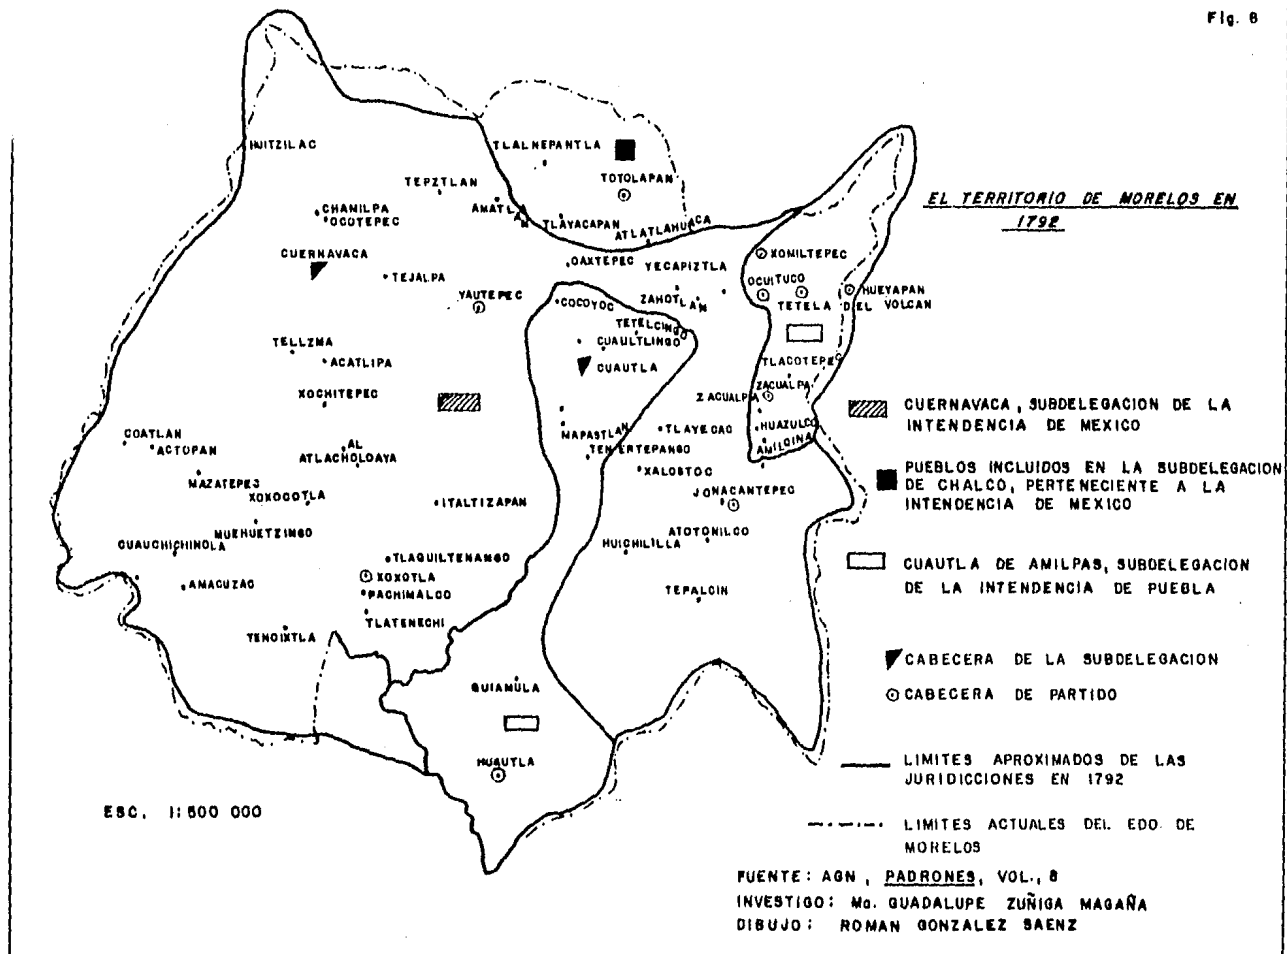 Fig. 8
HUITZILAC
TLALNEPANTLA
TOTOLAPAN
TEPZTLAN
AMATLAN
TLAYACAPAN
ATLATLAHUACA
EL TERRITORIO DE MORELOS EN
1792
CHAMILPA
OCOTEPEC
CUERNAVACA
TEJALPA
YAUTEPEC
OAXTEPEC
YECAPIZTLA
XOMILTEPEC
OCUITUCO
HUEYAPAN
TETELA DEL VOLCAN
COCOYOC
ZAHOTLAN
TETELCINGO
CUAULTLINGO
CUAUTLA
TELLZMA
ACATLIPA
XOCHITEPEC
TLACOTEPEC
ZACUALPA
ZACUALPA
HUAZULCO
AMILCINA
MAPASTLAN
TLAYECAC
TENERTEPANGO
XALOSTOC
JONACANTEPEC
COATLAN
ACTOPAN
AL
ATLACHOLOAYA
MAZATEPEJ
XOXOCOTLA
ITALTIZAPAN
MUEHUETZINGO
CUAUCHICHINOLA
TLAQUILTENANGO
XOXOTLA
PACHIMALCO
TLATENECHI
AMACUZAC
TENOIXTLA
HUICHILILLA
ATOTONILCO
TEPALCIN
QUIAMULA
HUAUTLA
CUERNAVACA, SUBDELEGACION DE LA
INTENDENCIA DE MEXICO
PUEBLOS INCLUIDOS EN LA SUBDELEGACION
DE CHALCO, PERTENECIENTE A LA
INTENDENCIA DE MEXICO
CUAUTLA DE AMILPAS, SUBDELEGACION
DE LA INTENDENCIA DE PUEBLA
CABECERA DE LA SUBDELEGACION
CABECERA DE PARTIDO
LIMITES APROXIMADOS DE LAS
JURIDICCIONES EN 1792
LIMITES ACTUALES DEL EDO. DE
MORELOS
ESC. 1:500 000
FUENTE: AGN, PADRONES, VOL., 8
INVESTIGO: Ma. GUADALUPE ZUÑIGA MAGAÑA
DIBUJO: ROMAN GONZALEZ SAENZ